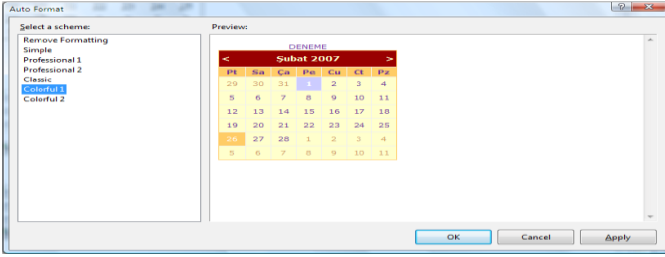 Auto Format
Select a scheme:
Remove Formatting
Simple
Professional 1
Professional 2
Classic
Colorful 1
Colorful 2
Preview:
DENEME
< Şubat 2007 >
Pt Sa Ça Pe Cu Ct Pz
29 30 31 1 2 3 4
5 6 7 8 9 10 11
12 13 14 15 16 17 18
19 20 21 22 23 24 25
26 27 28 1 2 3 4
5 6 7 8 9 10 11
OK Cancel Apply